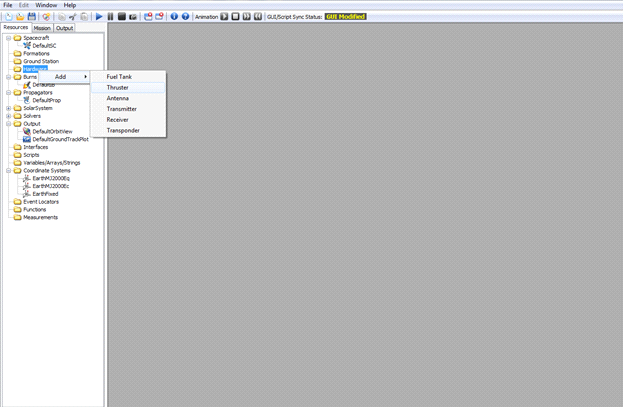 File Edit Window Help
Animation GUI/Script Sync Status: GUI Modified
Resources Mission Output
Spacecraft
DefaultSC
Formations
Ground Station
Hardware
Add
Fuel Tank
Thruster
Antenna
Transmitter
Receiver
Transponder
Burns
DefaultIB
Propagators
DefaultProp
SolarSystem
Solvers
Output
DefaultOrbitView
DefaultGroundTrackPlot
Interfaces
Scripts
Variables/Arrays/Strings
Coordinate Systems
EarthMJ2000Eq
EarthMJ2000Ec
EarthFixed
Event Locators
Functions
Measurements